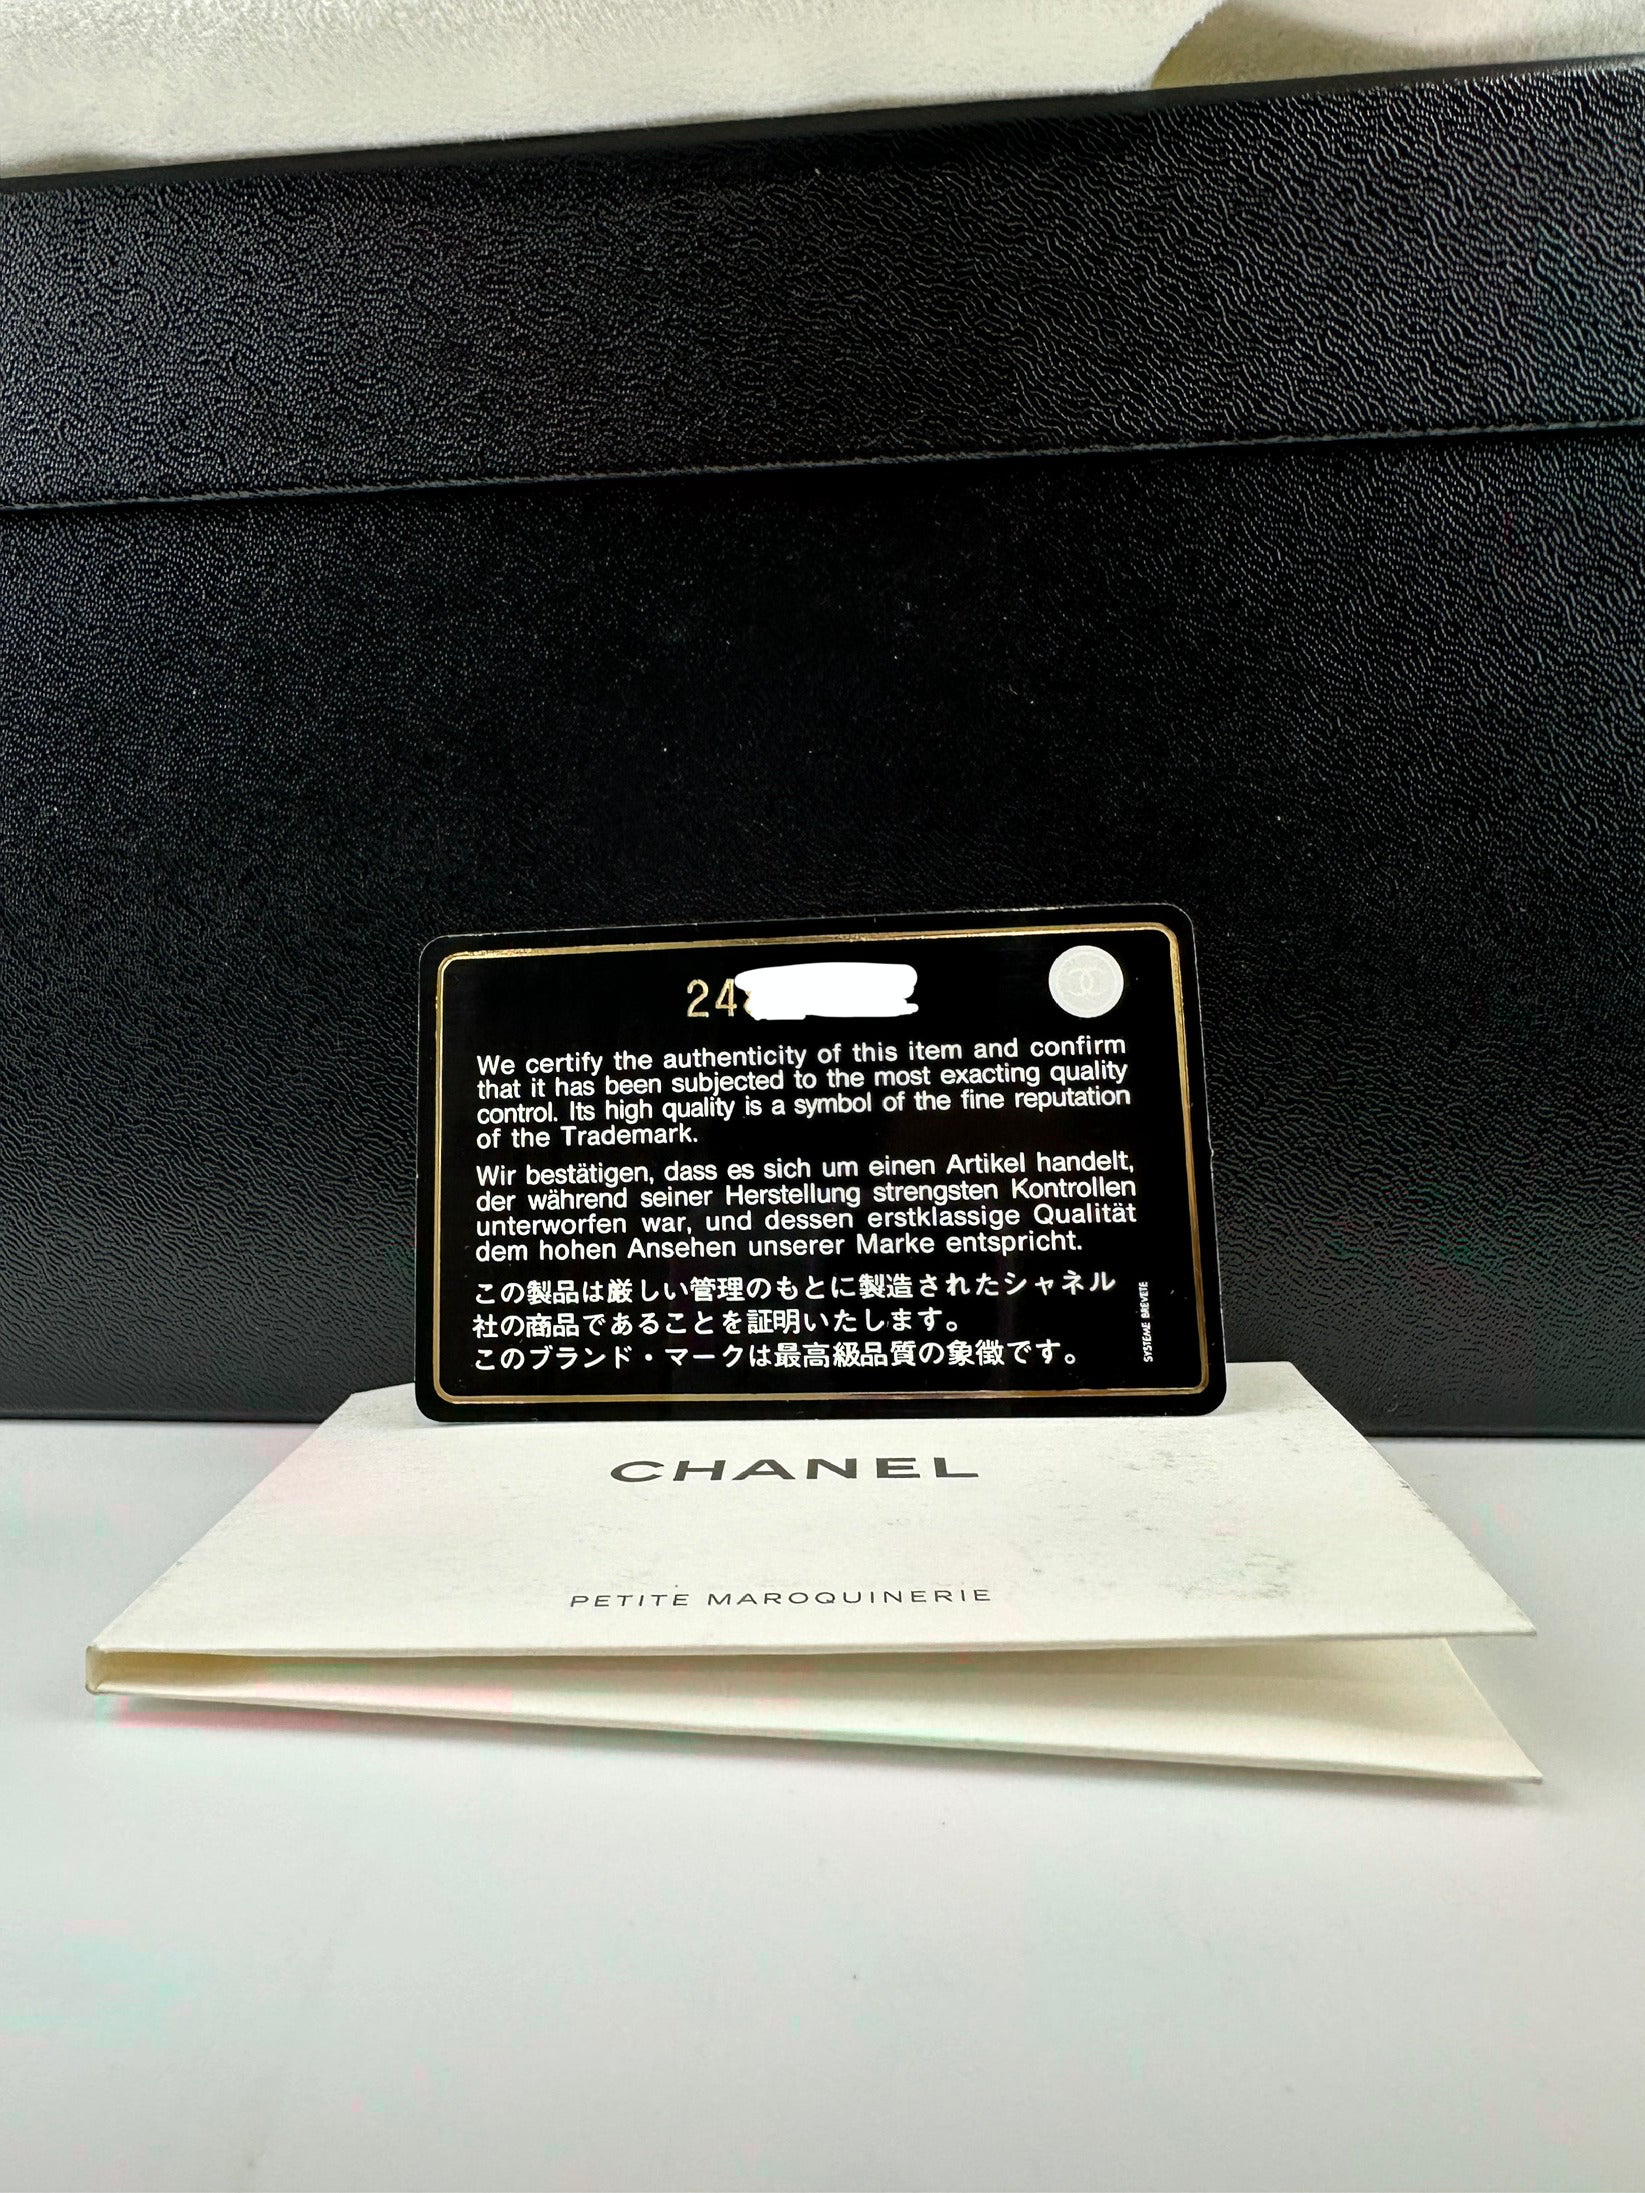 24
We certify the authenticity of this item and confirm
that it has been subjected to the most exacting quality
control. Its high quality is a symbol of the fine reputation
of the Trademark.
Wir bestätigen, dass es sich um einen Artikel handelt,
der während seiner Herstellung strengsten Kontrollen
unterworfen war, und dessen erstklassige Qualität
dem hohen Ansehen unserer Marke entspricht.
この製品は厳しい管理のもとに製造されたシャネル
社の商品であることを証明いたします。
このブランド・マークは最高級品質の象徴です。
SYSTEME BREVETE
CHANEL
PETITE MAROQUINERIE